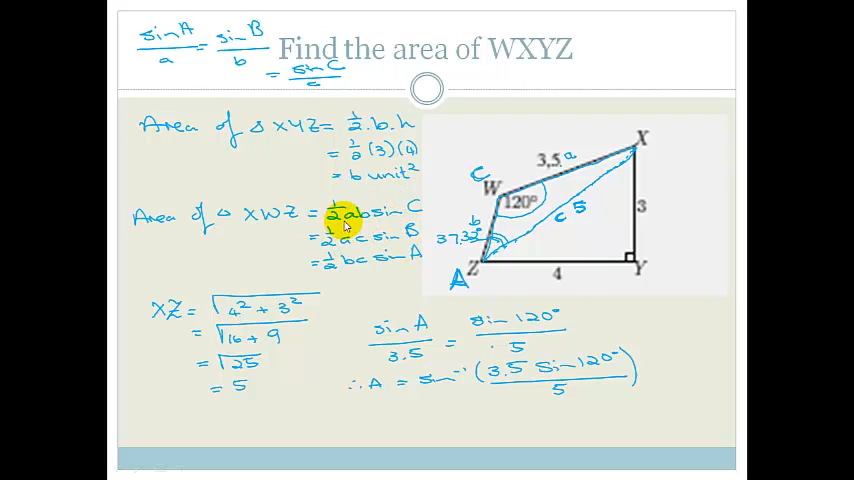 sinA/a = sinB/b
= sinC/c
Find the area of WXYZ
Area of △ XYZ = 1/2 . b . h
= 1/2 (3)(4)
= 6 unit²
Area of △ XWZ = 1/2 ab sin C
= 1/2 ac sin B
= 1/2 bc sin A
XZ = √(4² + 3²)
= √(16 + 9)
= √25
= 5
sin A/3.5 = sin 120°/5
∴ A = sin⁻¹ (3.5 sin 120°/5)
X
3,5 a
C
W
120°
c 5
3
b
37.32°
Z
Y
A
4